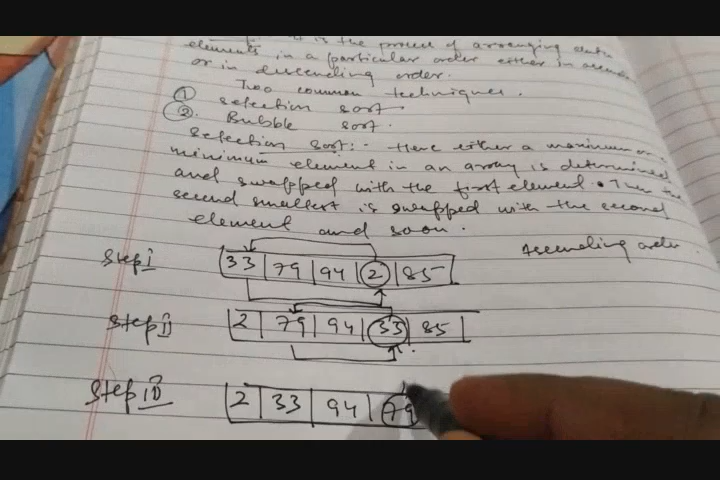 It is the process of arranging data
elements in a particular order either in
or in descending order.
Two common techniques.
① Selection sort
②. Bubble sort.
Selection sort:- Here either a maximum or
minimum element in an array is determined
and swapped with the first element. Then the
second smallest is swapped with the second
element and soon.
Ascending order
Step I 33 79 94 2 85
Step II 2 79 94 33 85
Step III 2 33 94 79